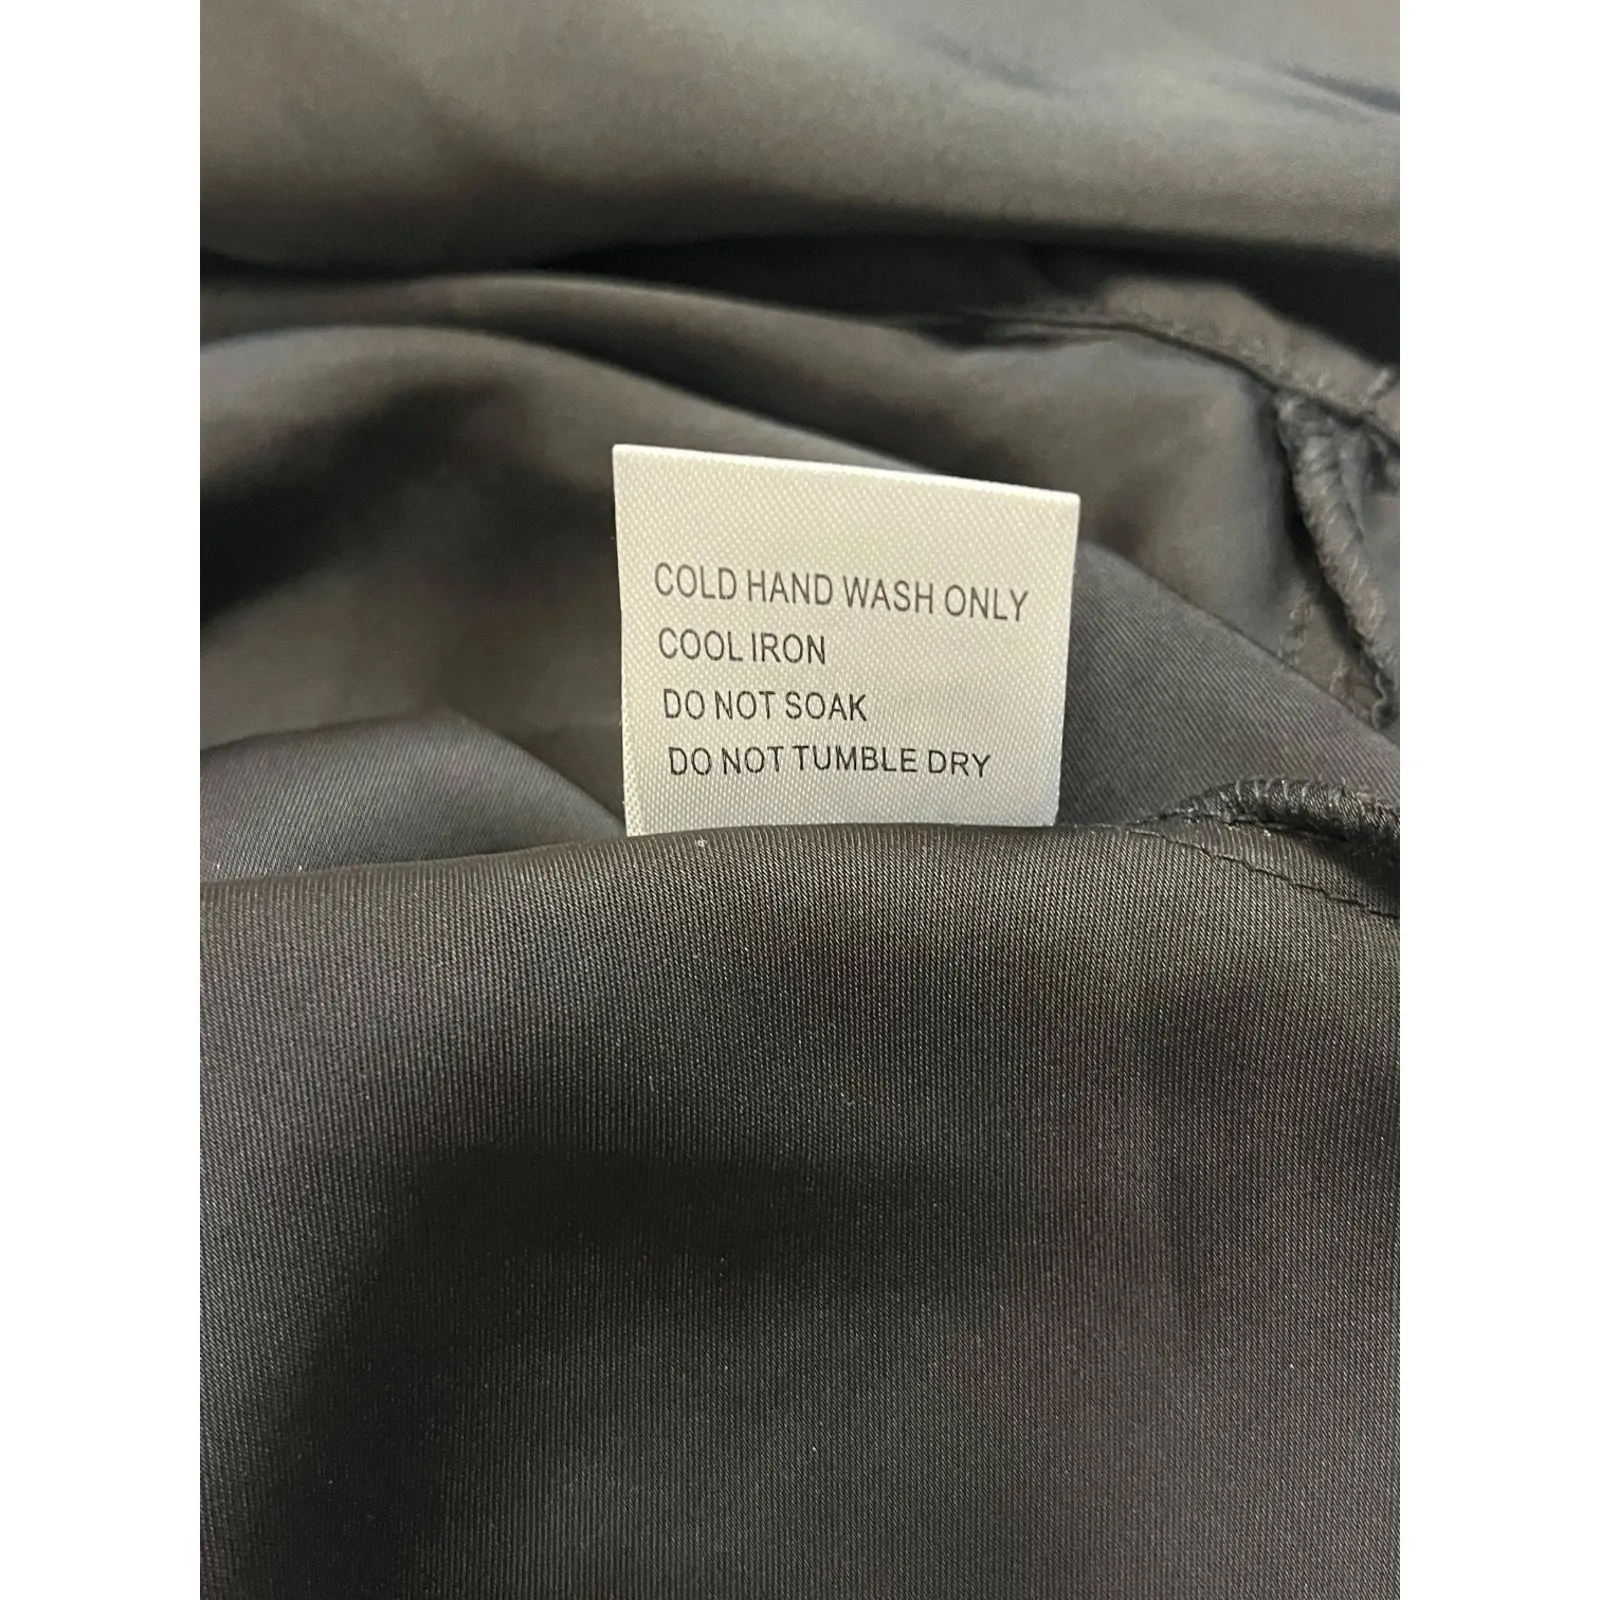 COLD HAND WASH ONLY
COOL IRON
DO NOT SOAK
DO NOT TUMBLE DRY